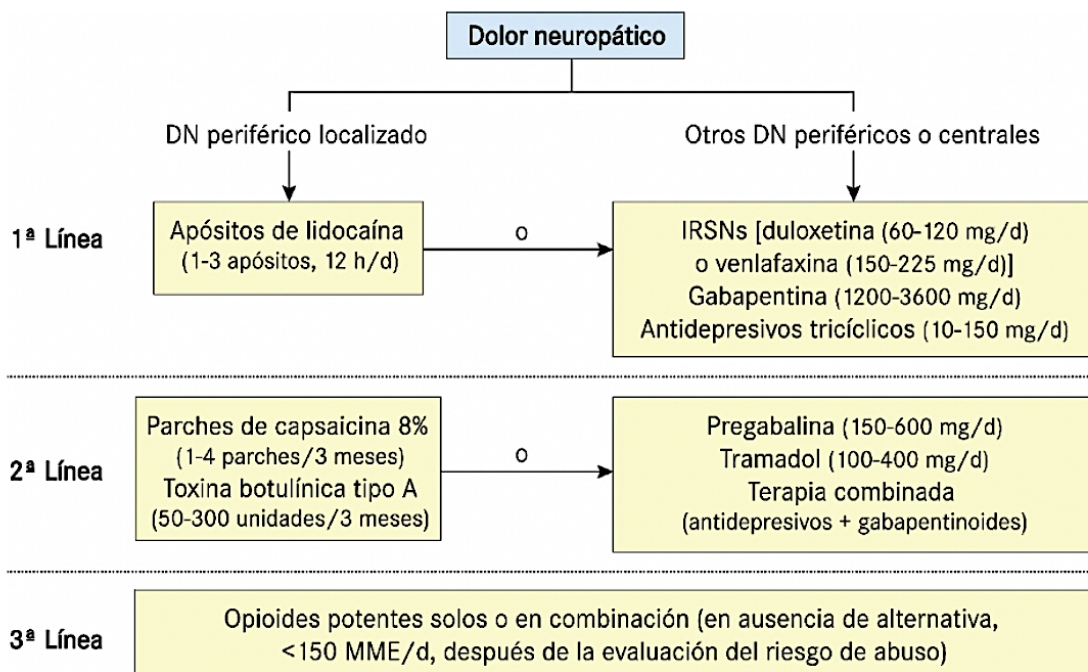 Dolor neuropático
DN periférico localizado
Otros DN periféricos o centrales
1ª Línea
Apósitos de lidocaína
(1-3 apósitos, 12 h/d)
o
IRSNs [duloxetina (60-120 mg/d)
o venlafaxina (150-225 mg/d)]
Gabapentina (1200-3600 mg/d)
Antidepresivos tricíclicos (10-150 mg/d)
2ª Línea
Parches de capsaicina 8%
(1-4 parches/3 meses)
Toxina botulínica tipo A
(50-300 unidades/3 meses)
o
Pregabalina (150-600 mg/d)
Tramadol (100-400 mg/d)
Terapia combinada
(antidepresivos + gabapentinoides)
3ª Línea
Opioides potentes solos o en combinación (en ausencia de alternativa,
<150 MME/d, después de la evaluación del riesgo de abuso)